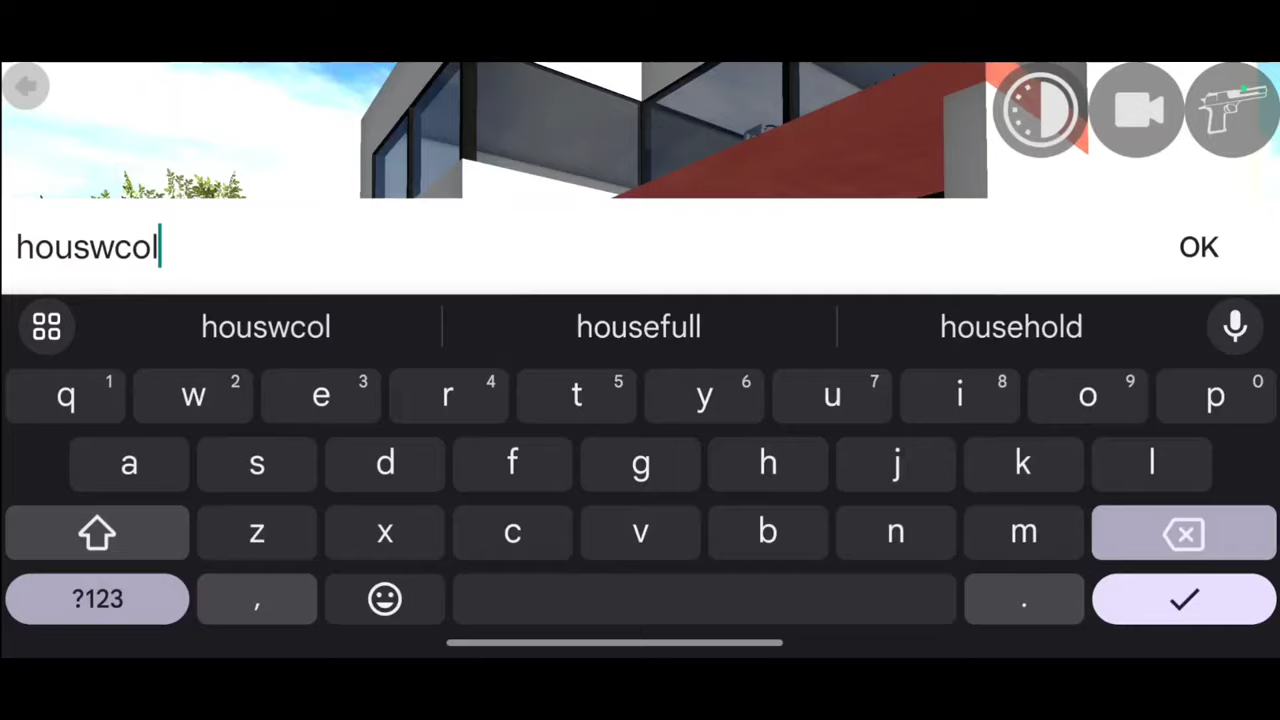 houswcol
OK
houswcol housefull household
q 1 w 2 e 3 r 4 t 5 y 6 u 7 i 8 o 9 p 0
a s d f g h j k l
z x c v b n m
?123 , .